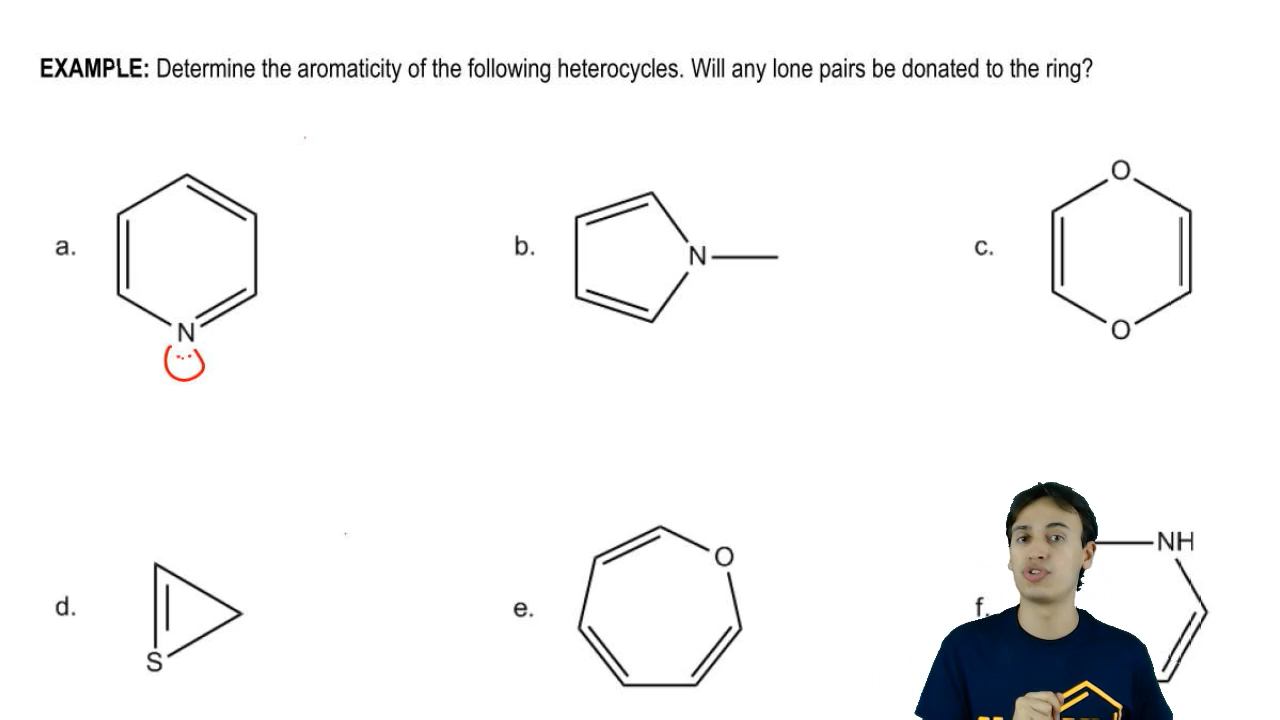 EXAMPLE: Determine the aromaticity of the following heterocycles. Will any lone pairs be donated to the ring?
a.
N
b.
N
c.
O
O
d.
S
e.
O
f.
NH